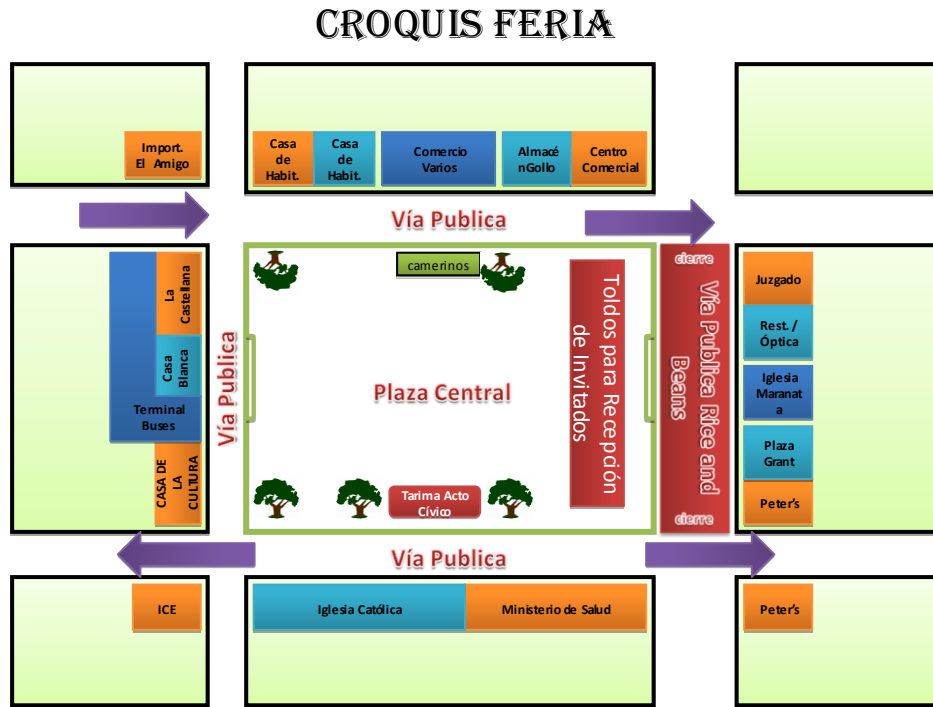 CROQUIS FERIA
Import.
El Amigo
Casa
de
Habit.
Casa
de
Habit.
Comercio
Varios
Almacé
nGollo
Centro
Comercial
Vía Publica
camerinos
cierre
La
Castellana
Casa
Blanca
Terminal
Buses
CASA DE
LA
CULTURA
Vía Publica
Plaza Central
Toldos para Recepción
de Invitados
Vía Publica Rice and
Beans
Juzgado
Rest. /
Óptica
Iglesia
Maranat
a
Plaza
Grant
Peter's
Tarima Acto
Cívico
cierre
Vía Publica
ICE
Iglesia Católica
Ministerio de Salud
Peter's